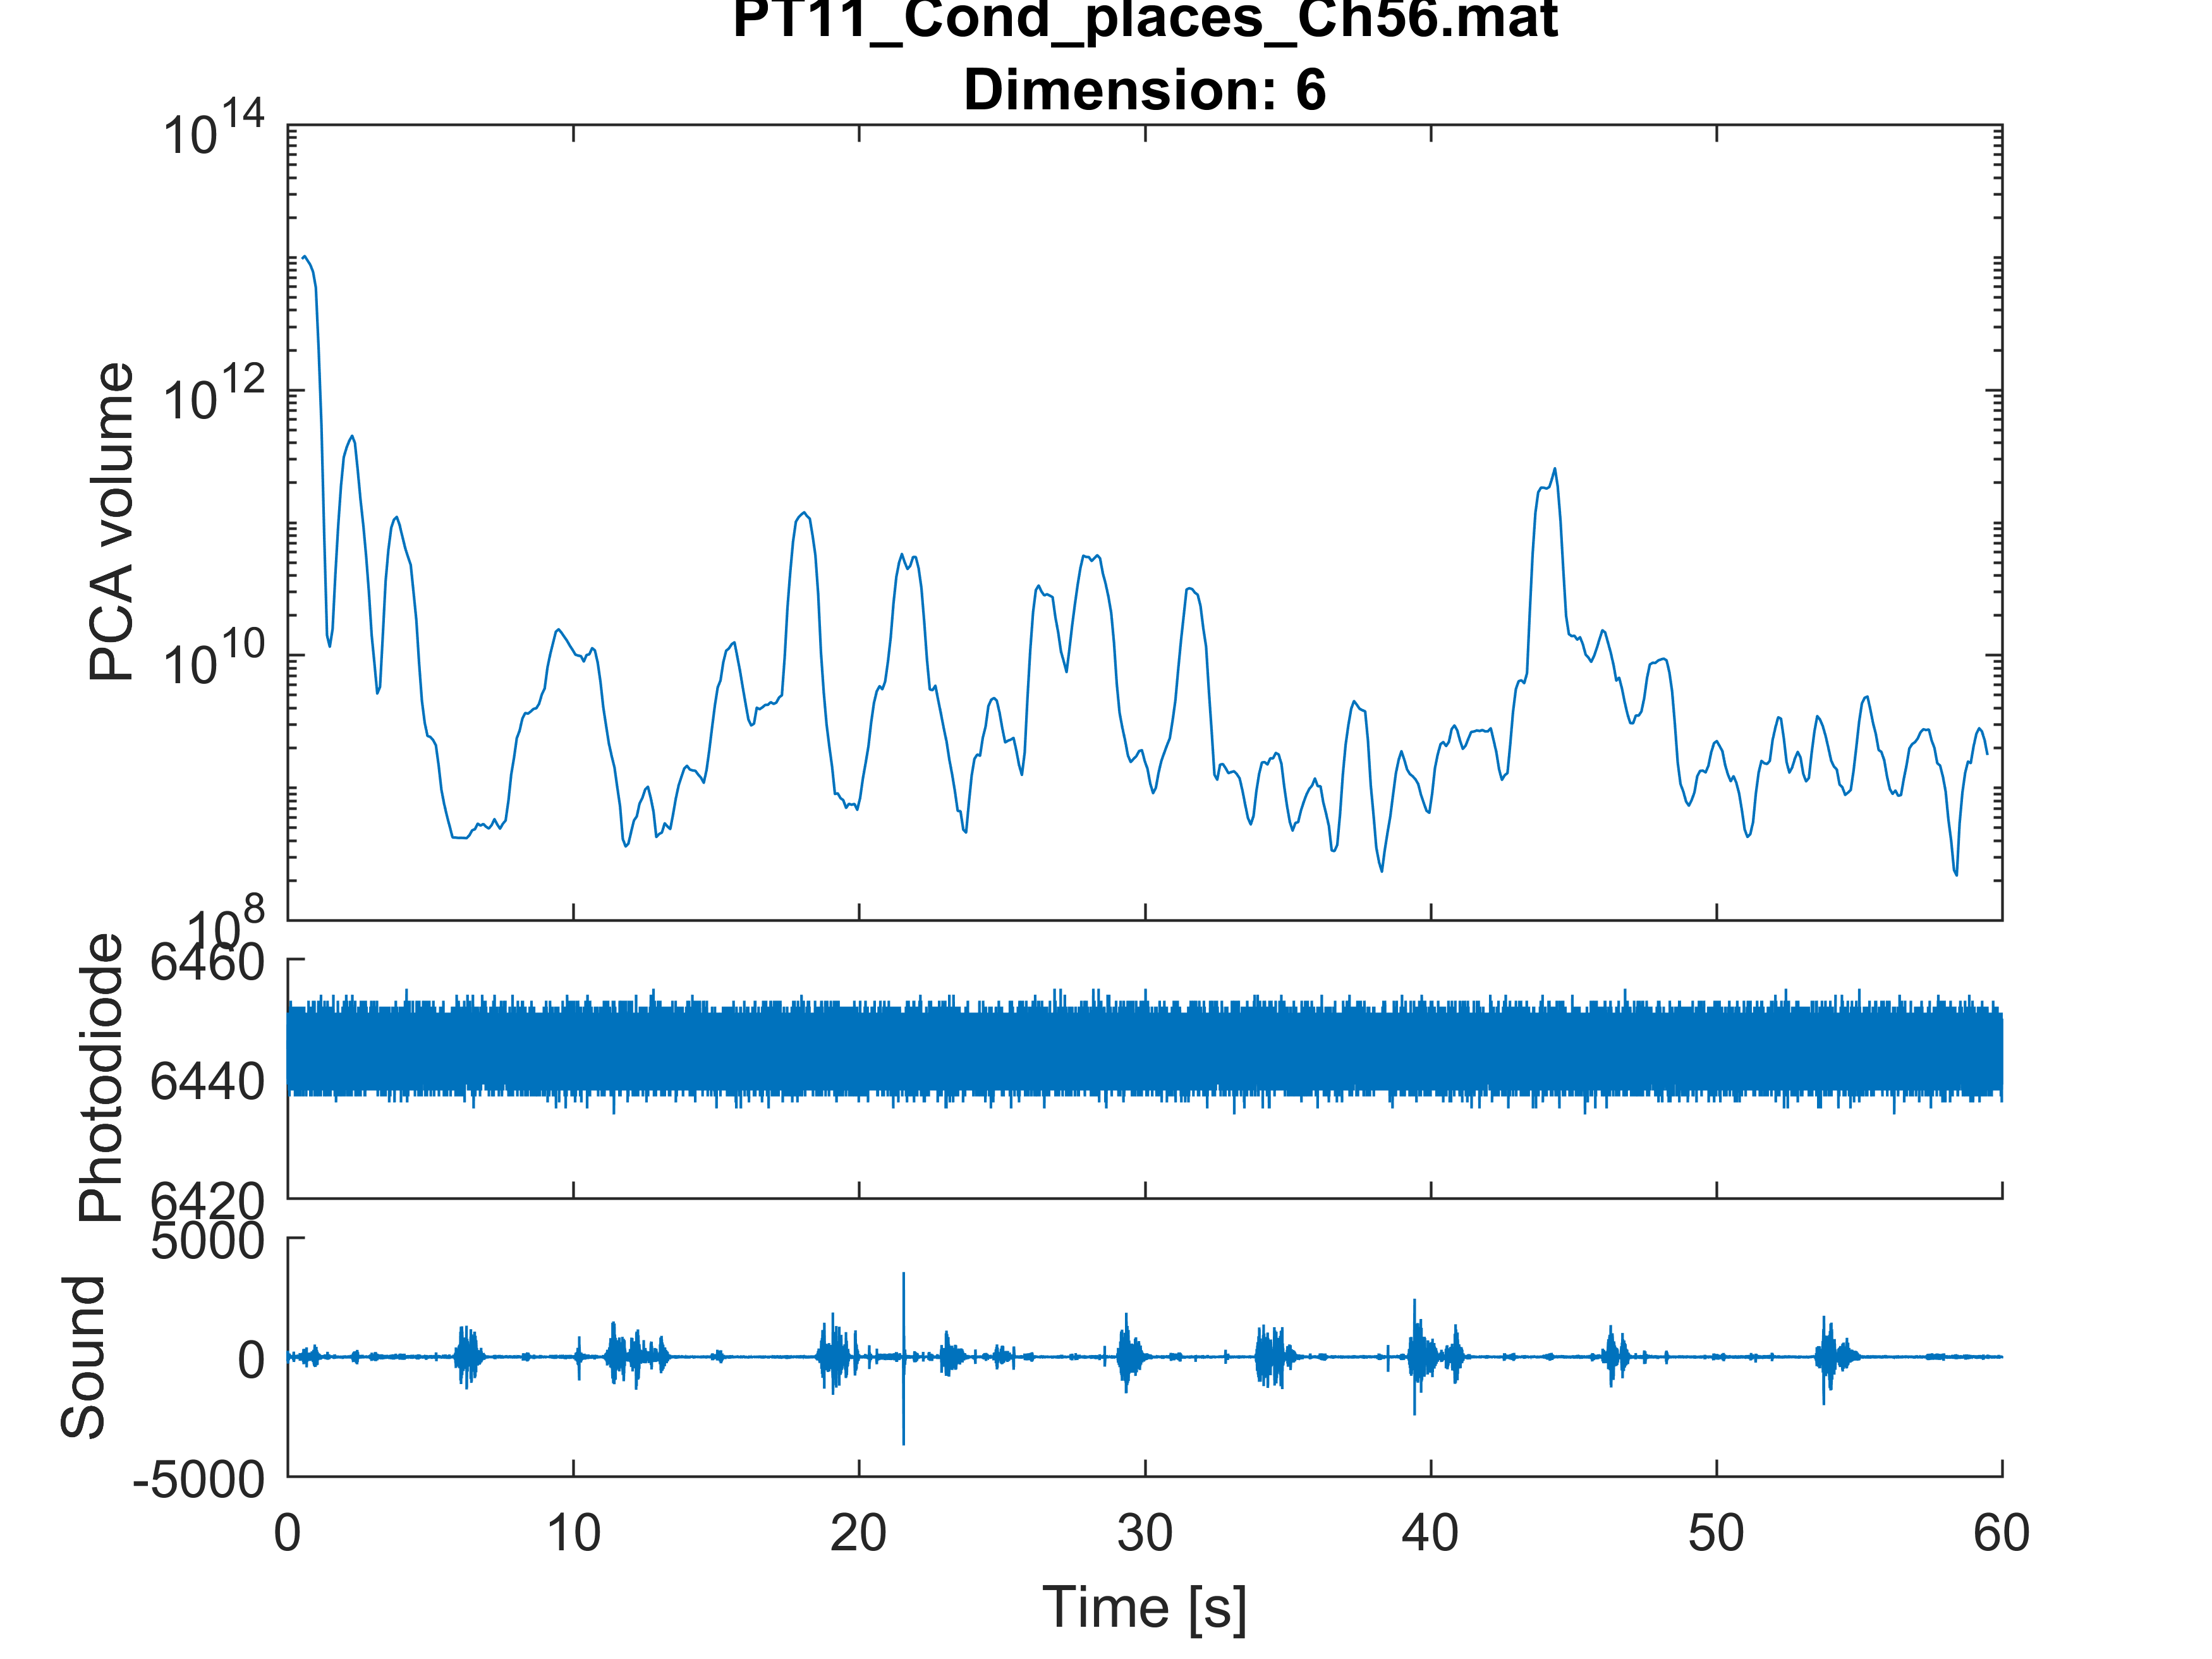 PT11_Cond_places_Ch56.mat
Dimension: 6
10^14
10^12
10^10
10^8
PCA volume
6460
6440
6420
Photodiode
5000
0
-5000
Sound
0 10 20 30 40 50 60
Time [s]